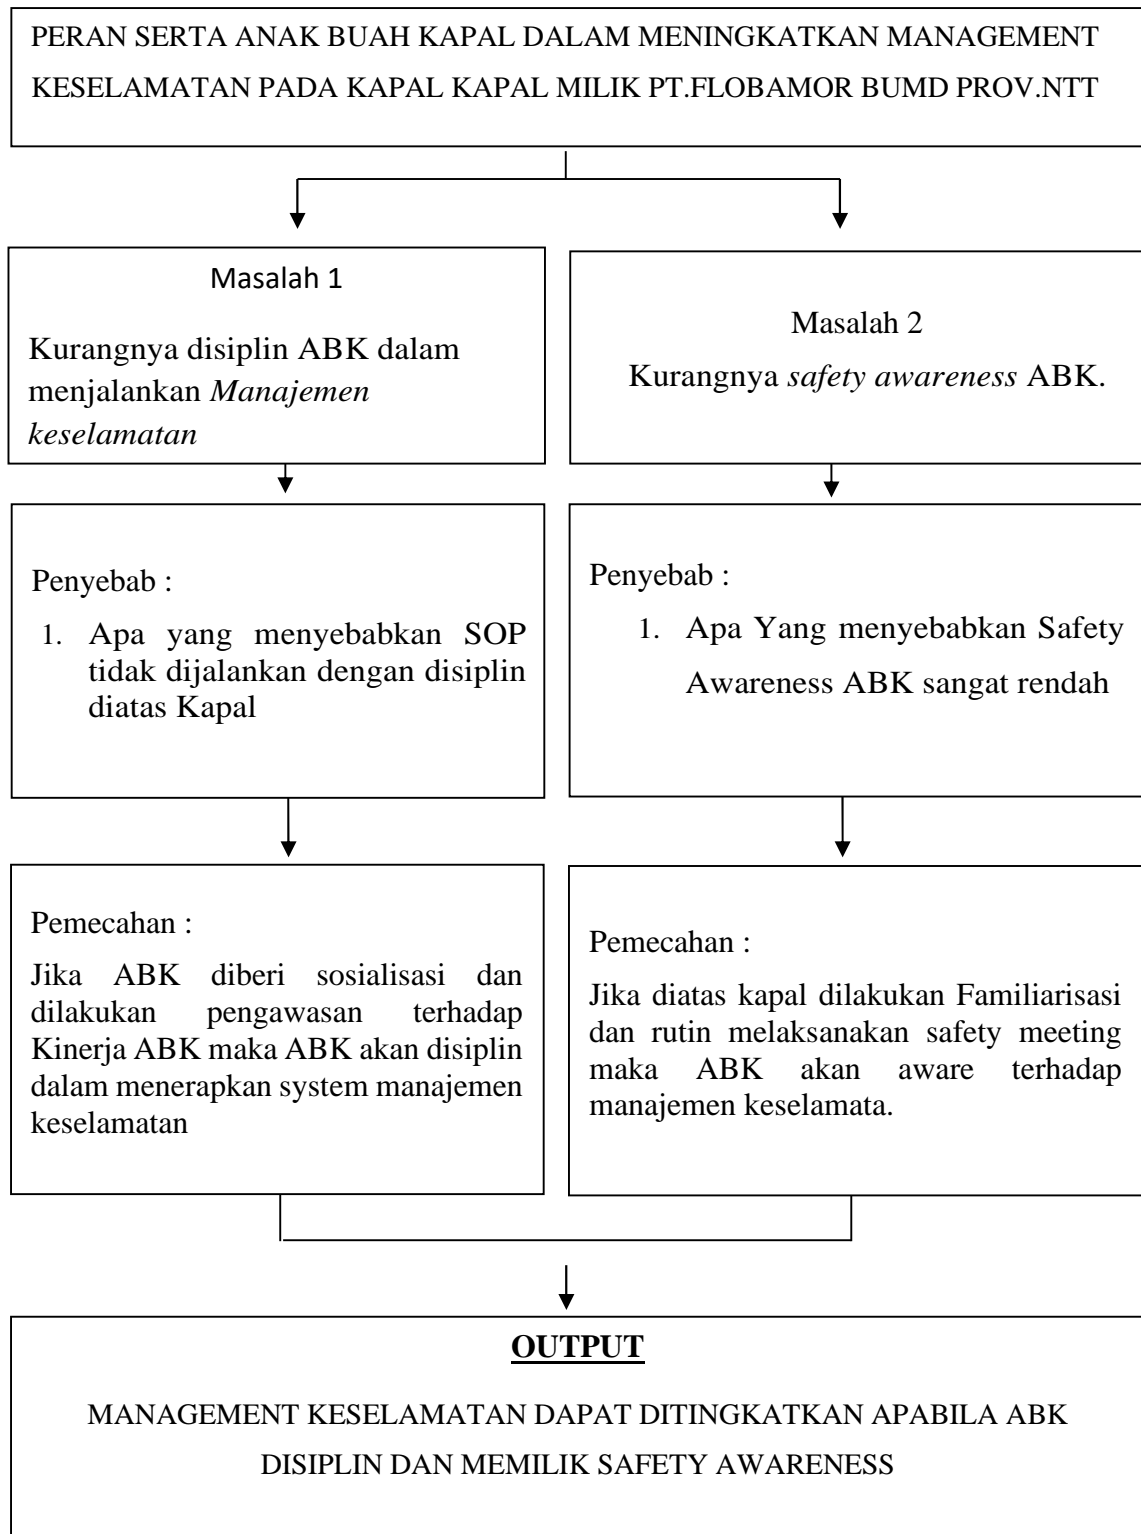 PERAN SERTA ANAK BUAH KAPAL DALAM MENINGKATKAN MANAGEMENT
KESELAMATAN PADA KAPAL KAPAL MILIK PT.FLOBAMOR BUMD PROV.NTT
Masalah 1
Kurangnya disiplin ABK dalam
menjalankan Manajemen
keselamatan
Masalah 2
Kurangnya safety awareness ABK.
Penyebab :
1. Apa yang menyebabkan SOP
tidak dijalankan dengan disiplin
diatas Kapal
Penyebab :
1. Apa Yang menyebabkan Safety
Awareness ABK sangat rendah
Pemecahan :
Jika ABK diberi sosialisasi dan
dilakukan pengawasan terhadap
Kinerja ABK maka ABK akan disiplin
dalam menerapkan system manajemen
keselamatan
Pemecahan :
Jika diatas kapal dilakukan Familiarisasi
dan rutin melaksanakan safety meeting
maka ABK akan aware terhadap
manajemen keselamata.
OUTPUT
MANAGEMENT KESELAMATAN DAPAT DITINGKATKAN APABILA ABK
DISIPLIN DAN MEMILIK SAFETY AWARENESS